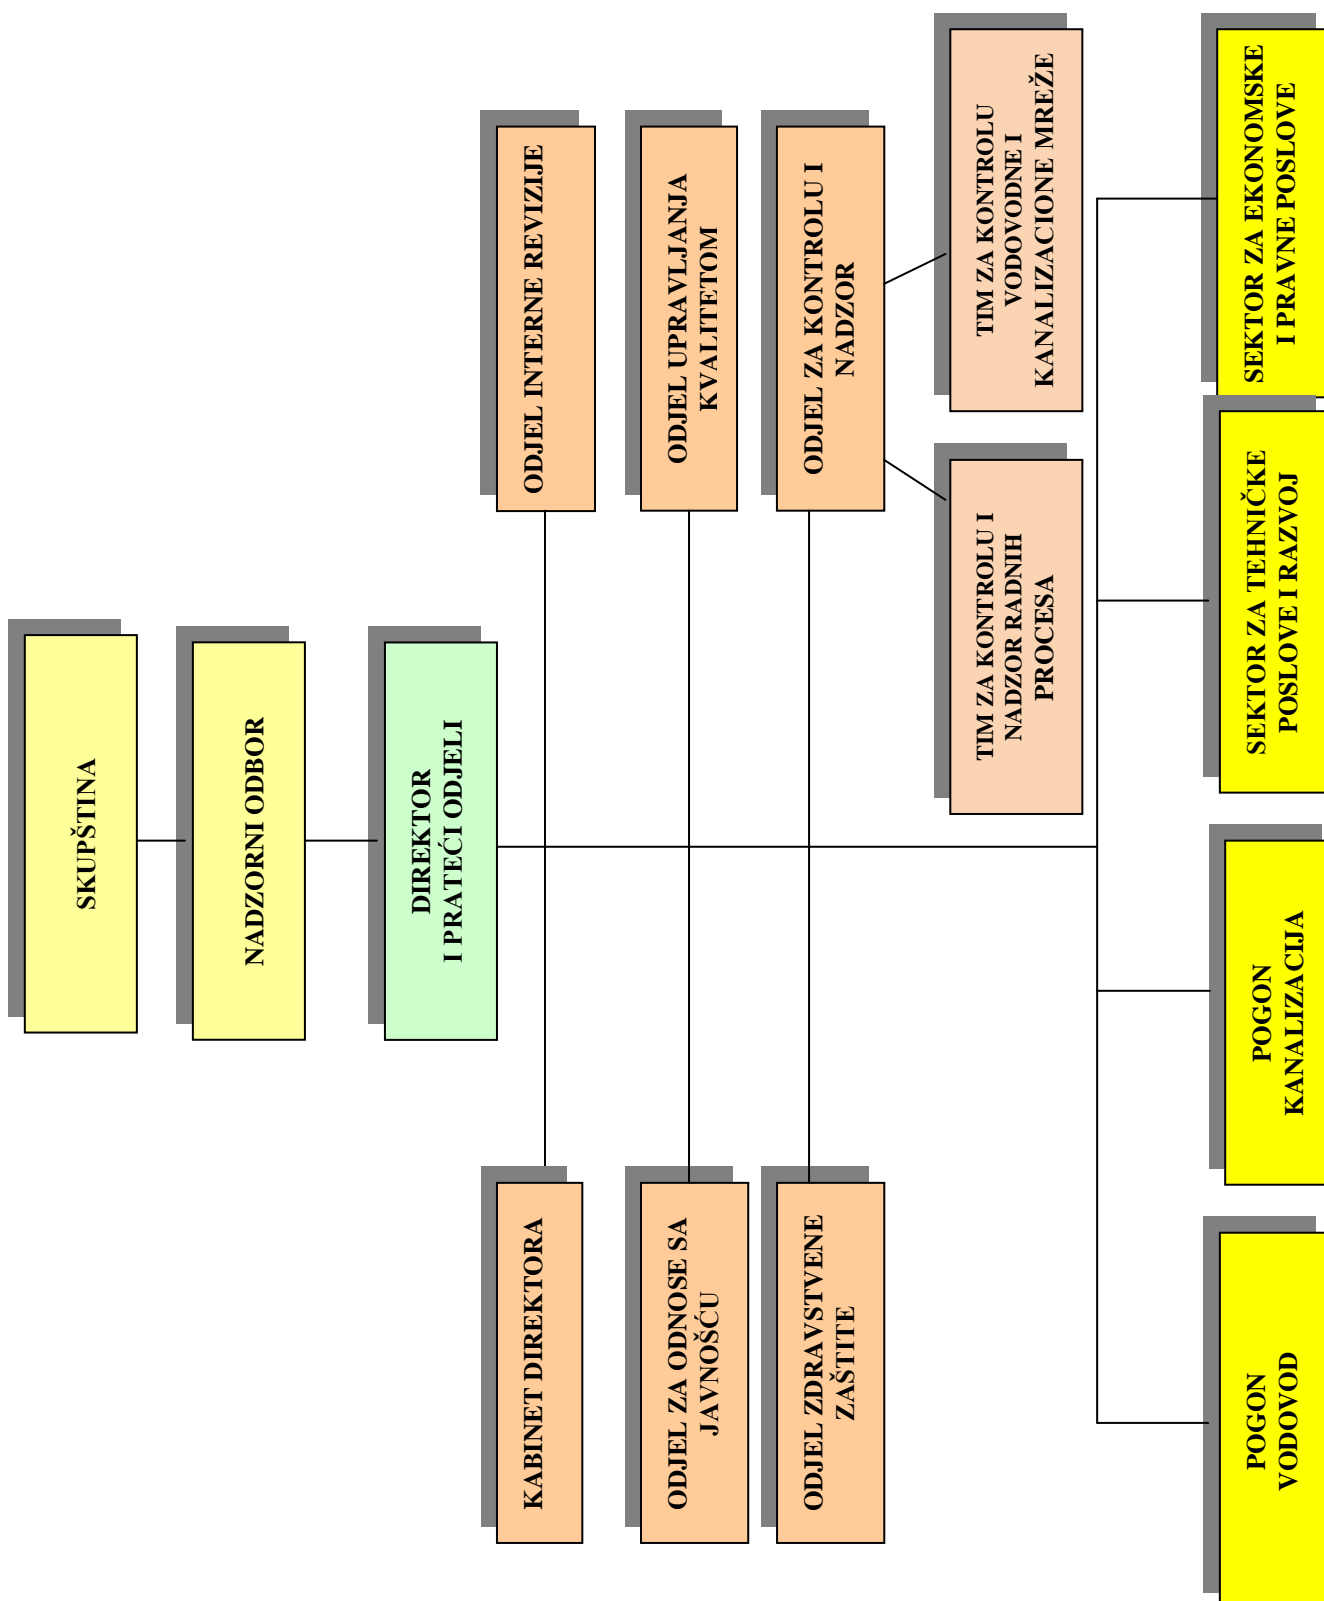 SKUPŠTINA
NADZORNI ODBOR
DIREKTOR
I PRATEĆI ODJELI
KABINET DIREKTORA
ODJEL INTERNE REVIZIJE
ODJEL ZA ODNOSE SA
JAVNOŠĆU
ODJEL UPRAVLJANJA
KVALITETOM
ODJEL ZDRAVSTVENE
ZAŠTITE
ODJEL ZA KONTROLU I
NADZOR
TIM ZA KONTROLU I
NADZOR RADNIH
PROCESA
TIM ZA KONTROLU
VODOVODNE I
KANALIZACIONE MREŽE
POGON
VODOVOD
POGON
KANALIZACIJA
SEKTOR ZA TEHNIČKE
POSLOVE I RAZVOJ
SEKTOR ZA EKONOMSKE
I PRAVNE POSLOVE